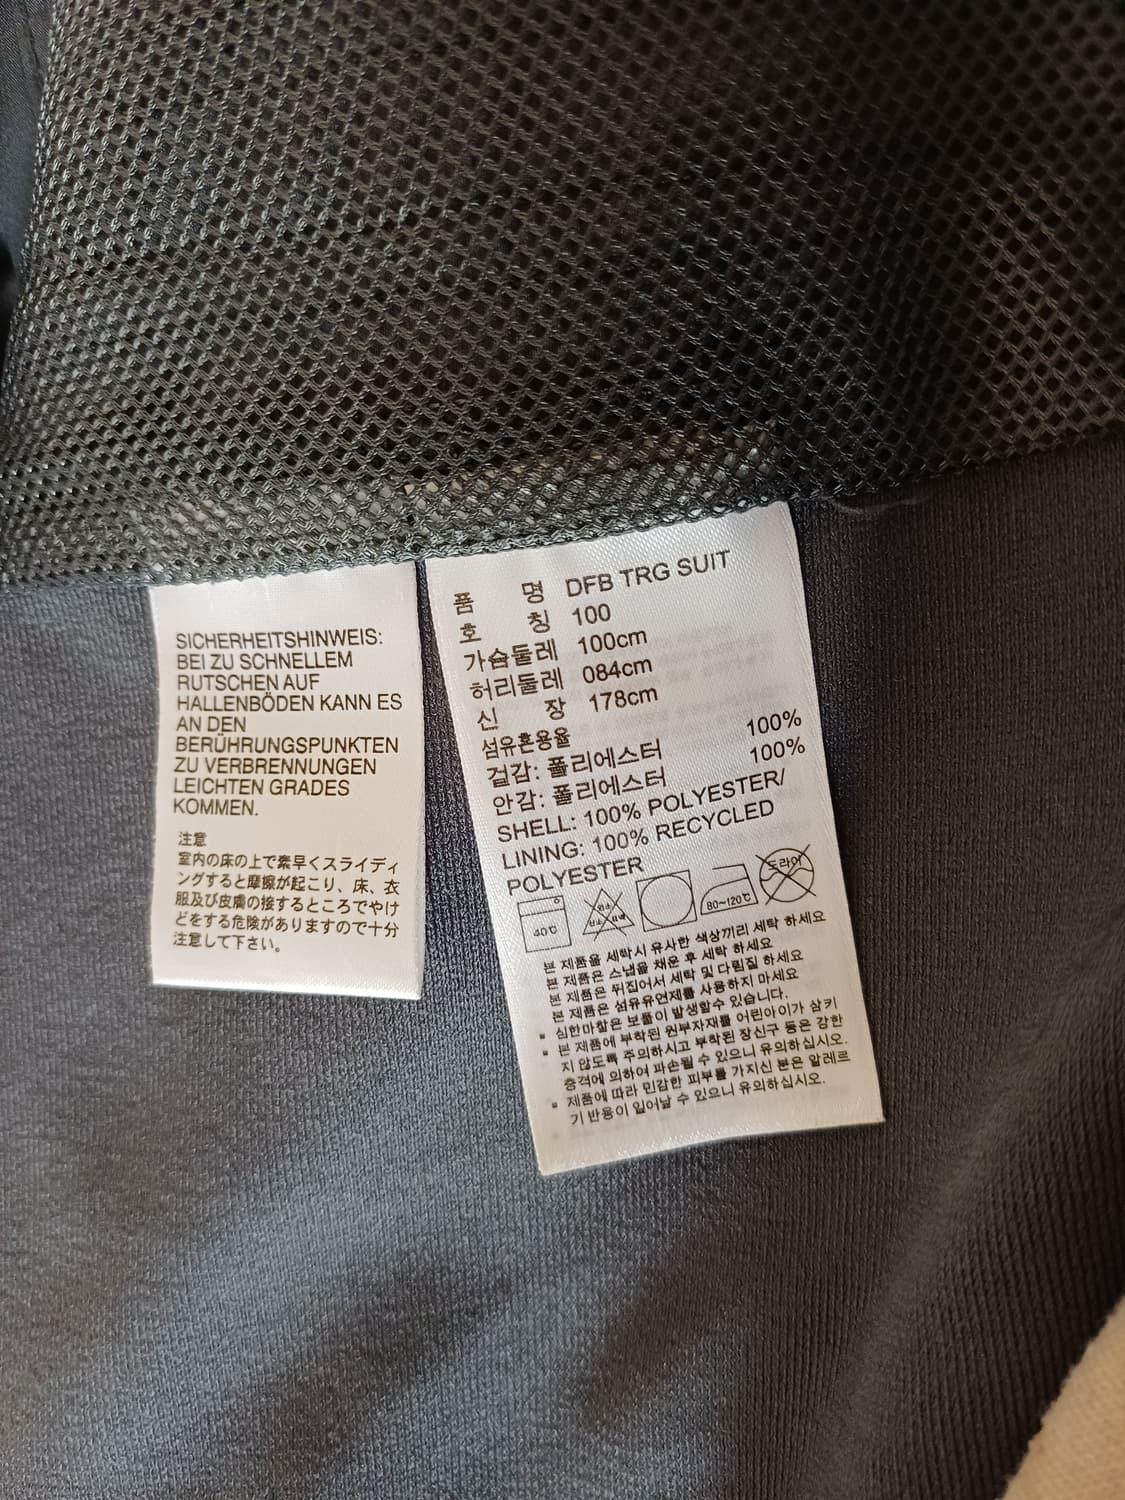 SICHERHEITSHINWEIS:
BEI ZU SCHNELLEM
RUTSCHEN AUF
HALLENBÖDEN KANN ES
AN DEN
BERÜHRUNGSPUNKTEN
ZU VERBRENNUNGEN
LEICHTEN GRADES
KOMMEN.
注意
室内の床の上で素早くスライディ
ングすると摩擦が起こり、床、衣
服及び皮膚の接するところでやけ
どをする危険がありますので十分
注意して下さい。
품 명 DFB TRG SUIT
호 칭 100
가슴둘레 100cm
허리둘레 084cm
신 장 178cm
섬유혼용율
겉감: 폴리에스터 100%
안감: 폴리에스터 100%
SHELL: 100% POLYESTER/
LINING: 100% RECYCLED
POLYESTER
40℃ 80~120℃ 드라이
본 제품을 세탁시 유사한 색상끼리 세탁 하세요
본 제품은 스냅을 채운 후 세탁 하세요
본 제품은 뒤집어서 세탁 및 다림질 하세요
본 제품은 섬유유연제를 사용하지 마세요
▪ 심한마찰은 보풀이 발생할수 있습니다.
▪ 본 제품에 부착된 원부자재를 어린아이가 삼키
지 않도록 주의하시고 부착된 장신구 등은 강한
충격에 의하여 파손될 수 있으니 유의하십시오.
▪ 제품에 따라 민감한 피부를 가지신 분은 알레르
기 반응이 일어날 수 있으니 유의하십시오.